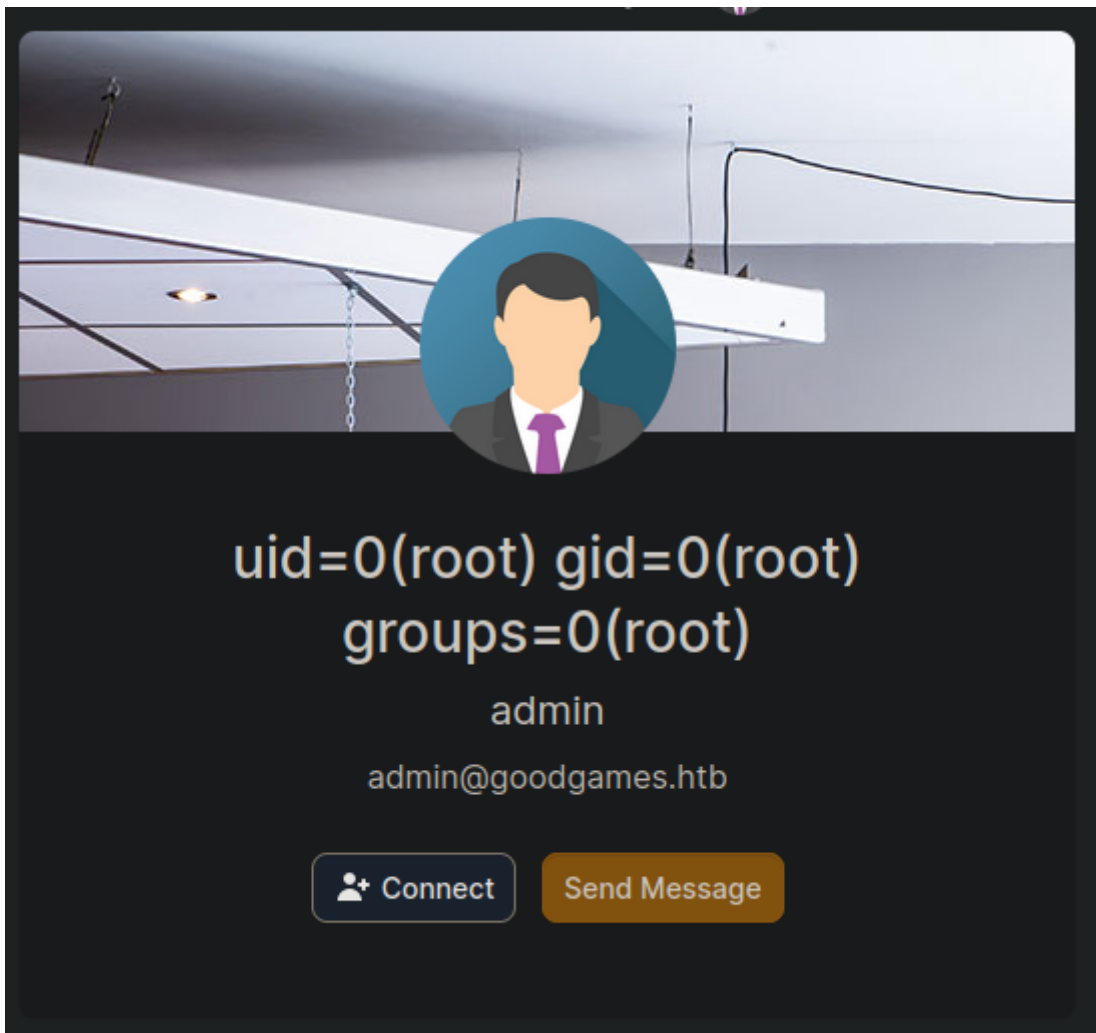 uid=0(root) gid=0(root)
groups=0(root)
admin
admin@goodgames.htb
Connect
Send Message